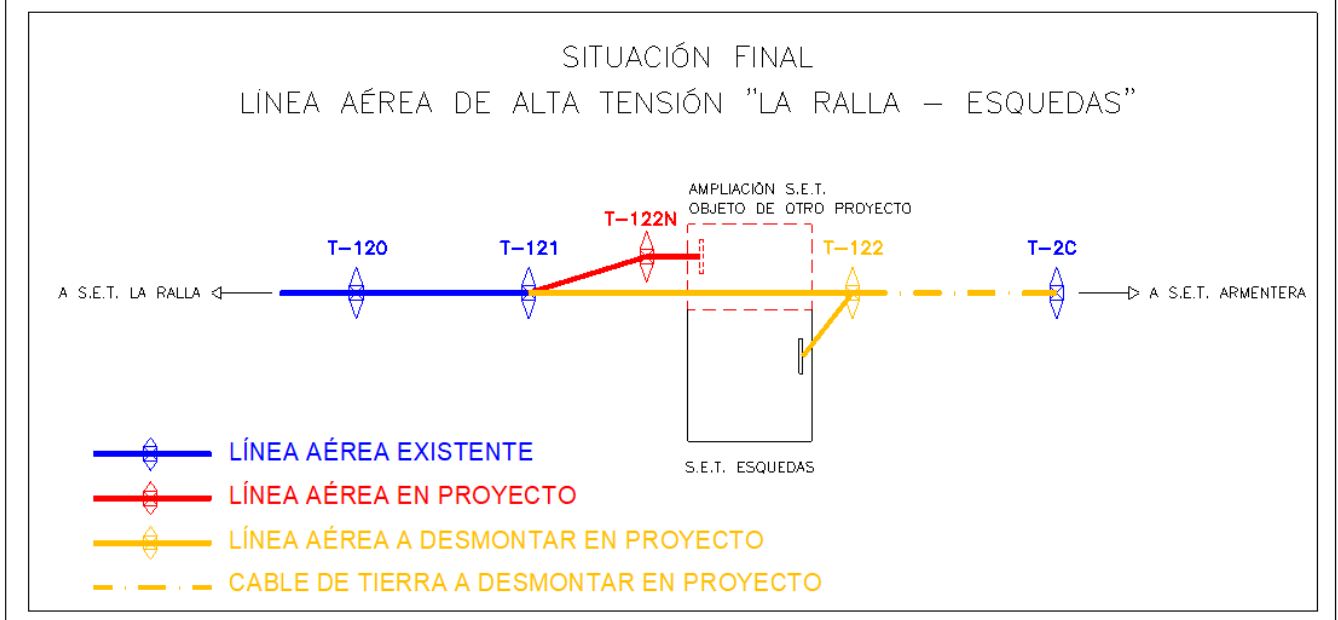 SITUACIÓN FINAL
LÍNEA AÉREA DE ALTA TENSIÓN "LA RALLA – ESQUEDAS"
AMPLIACIÓN S.E.T.
OBJETO DE OTRO PROYECTO
T-122N
T-120
T-121
T-122
T-2C
A S.E.T. LA RALLA
A S.E.T. ARMENTERA
S.E.T. ESQUEDAS
LÍNEA AÉREA EXISTENTE
LÍNEA AÉREA EN PROYECTO
LÍNEA AÉREA A DESMONTAR EN PROYECTO
CABLE DE TIERRA A DESMONTAR EN PROYECTO